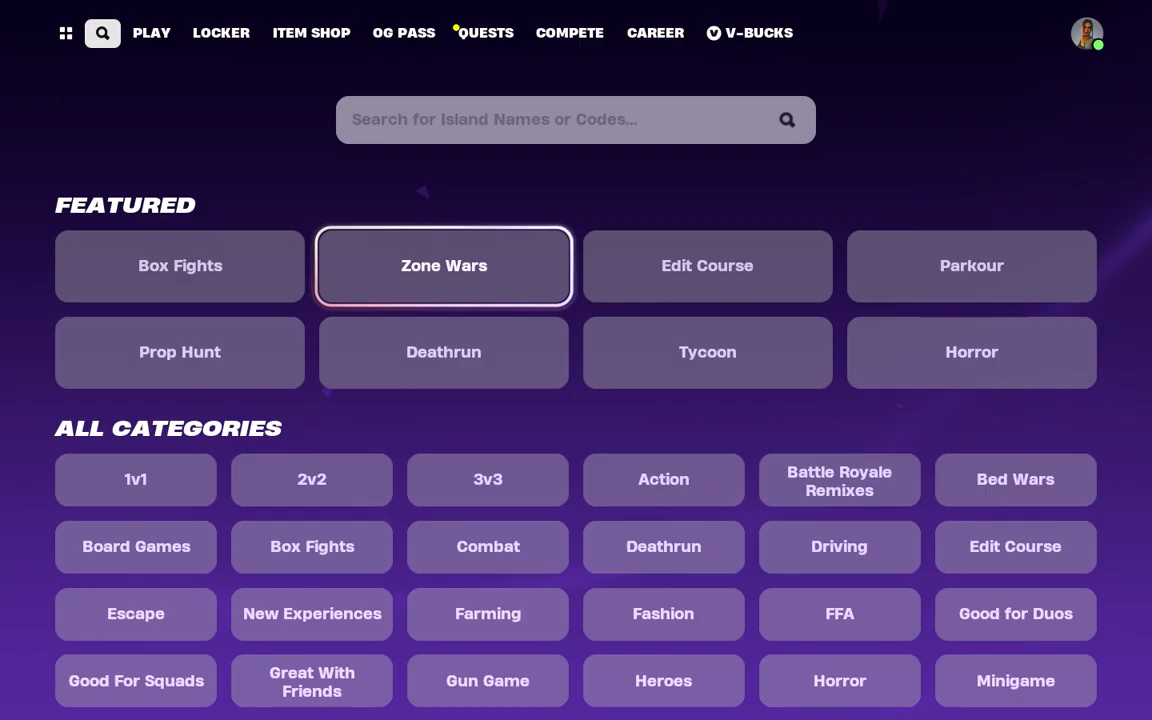 PLAY LOCKER ITEM SHOP OG PASS QUESTS COMPETE CAREER V-BUCKS
Search for Island Names or Codes...
FEATURED
Box Fights Zone Wars Edit Course Parkour
Prop Hunt Deathrun Tycoon Horror
ALL CATEGORIES
1v1 2v2 3v3 Action Battle Royale Remixes Bed Wars
Board Games Box Fights Combat Deathrun Driving Edit Course
Escape New Experiences Farming Fashion FFA Good for Duos
Good For Squads Great With Friends Gun Game Heroes Horror Minigame